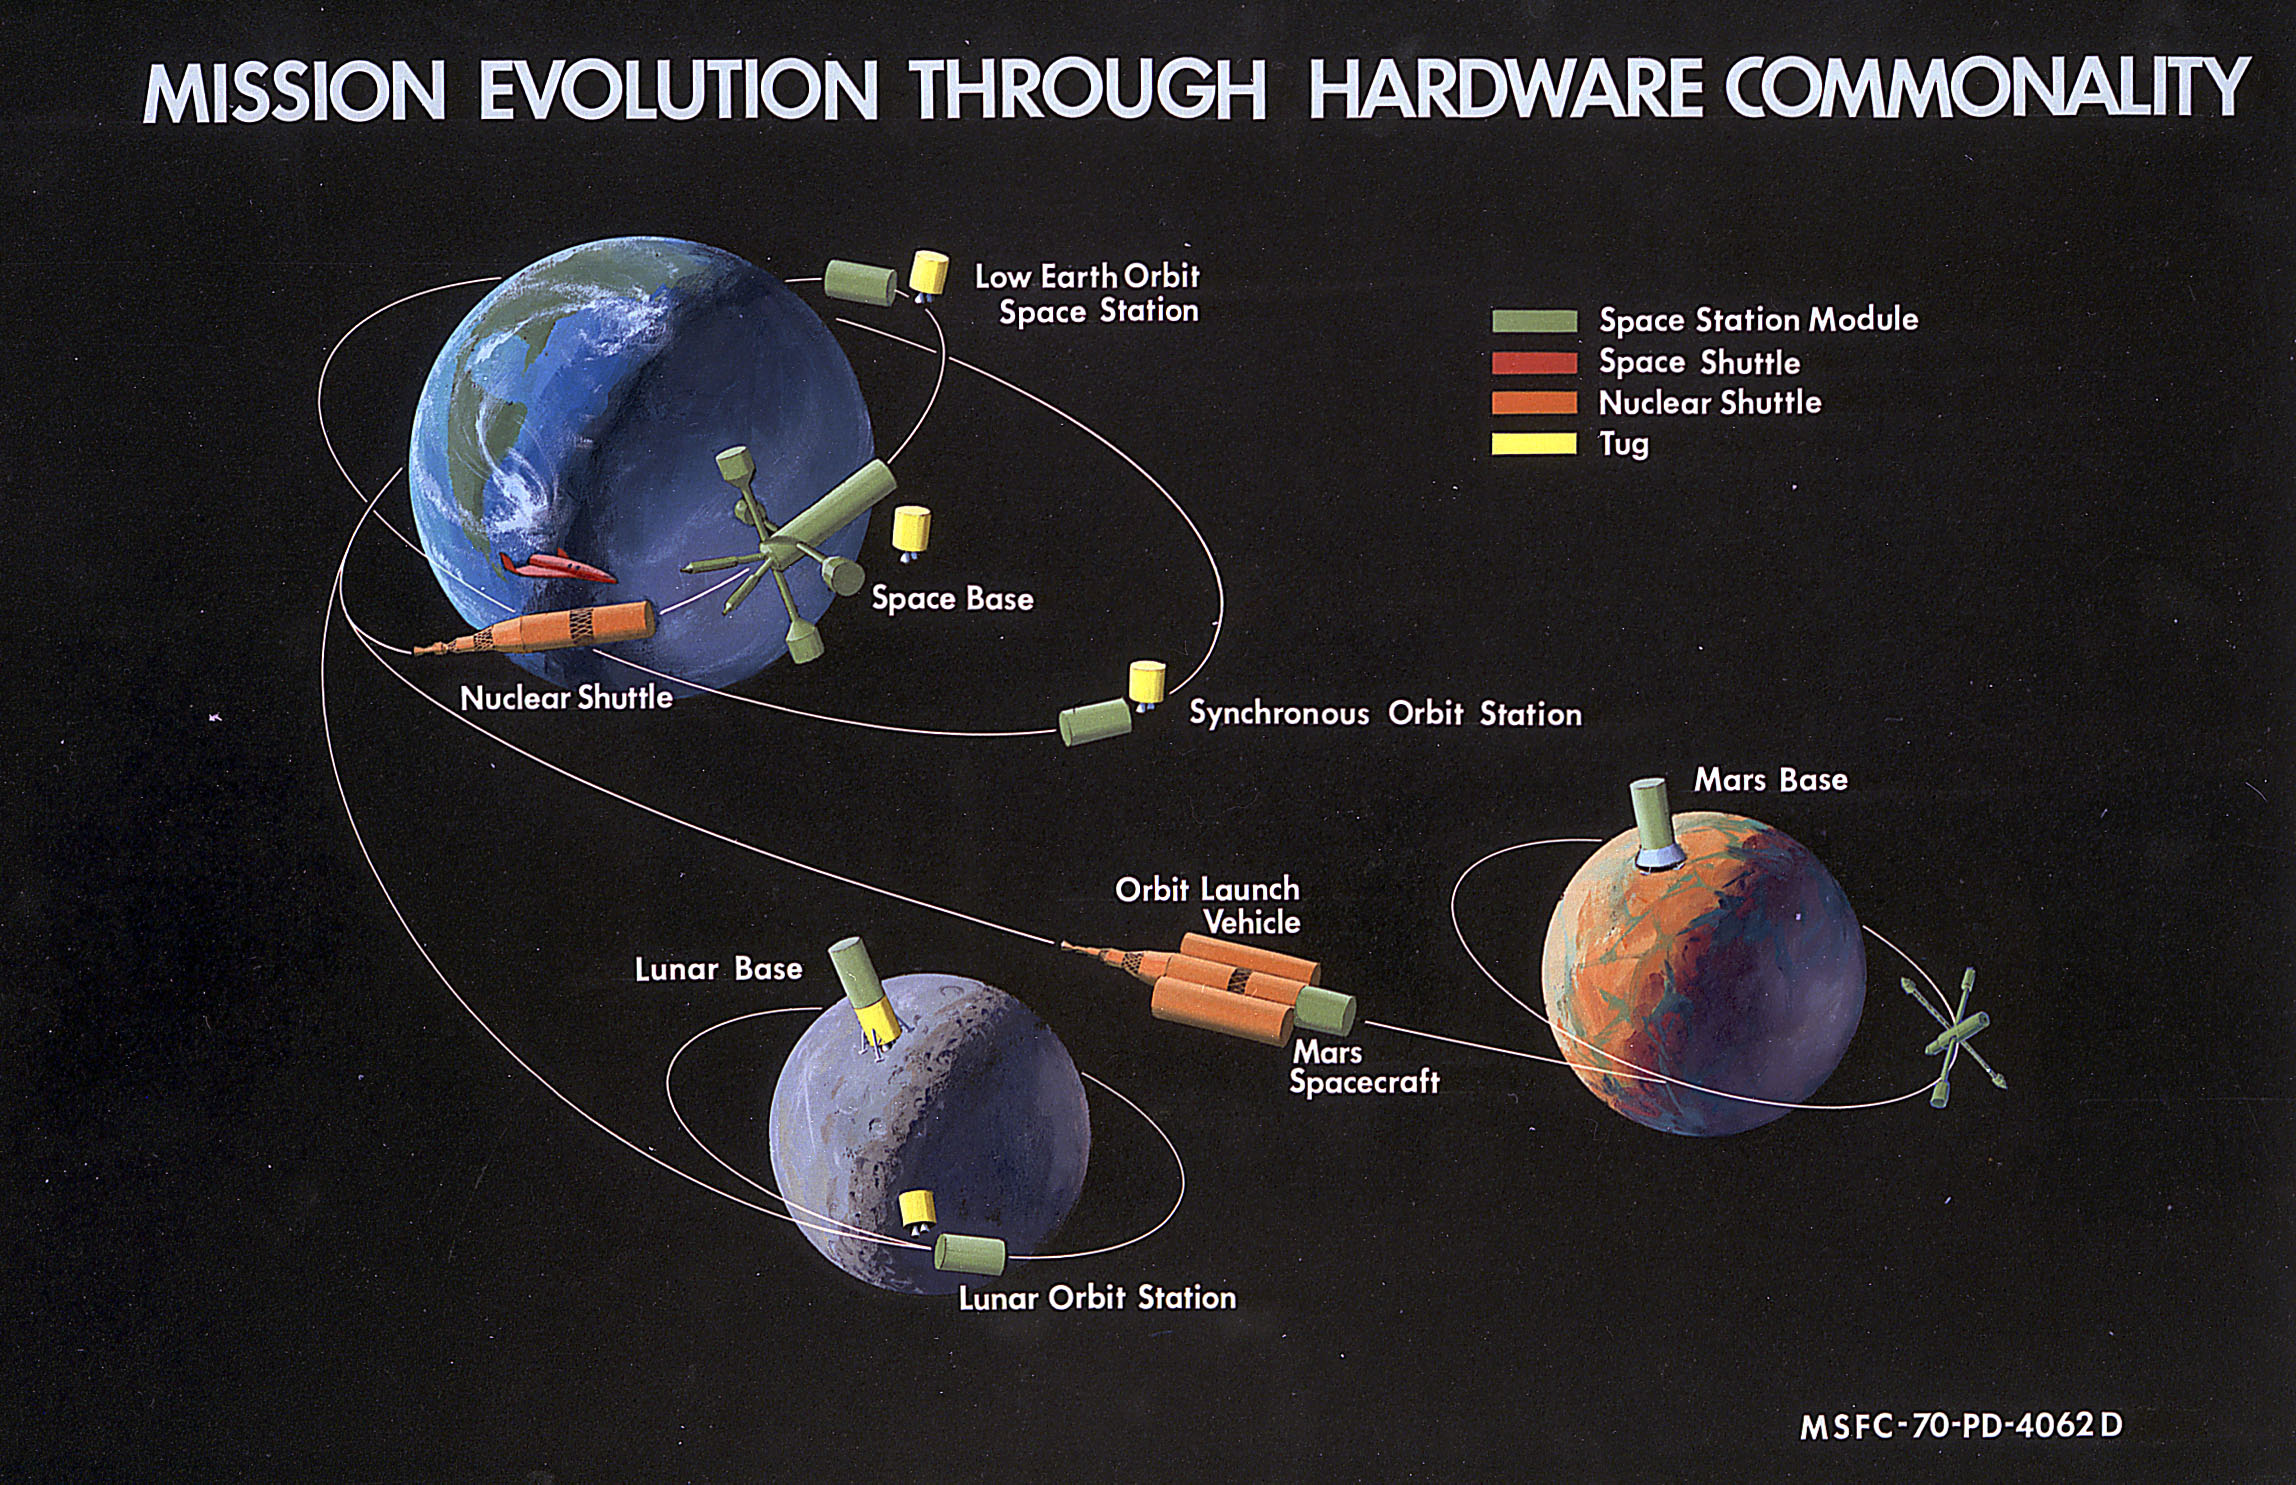 MISSION EVOLUTION THROUGH HARDWARE COMMONALITY
Low Earth Orbit
Space Station
Space Station Module
Space Shuttle
Nuclear Shuttle
Tug
Space Base
Nuclear Shuttle
Synchronous Orbit Station
Mars Base
Orbit Launch
Vehicle
Lunar Base
Mars
Spacecraft
Lunar Orbit Station
MSFC-70-PD-4062D